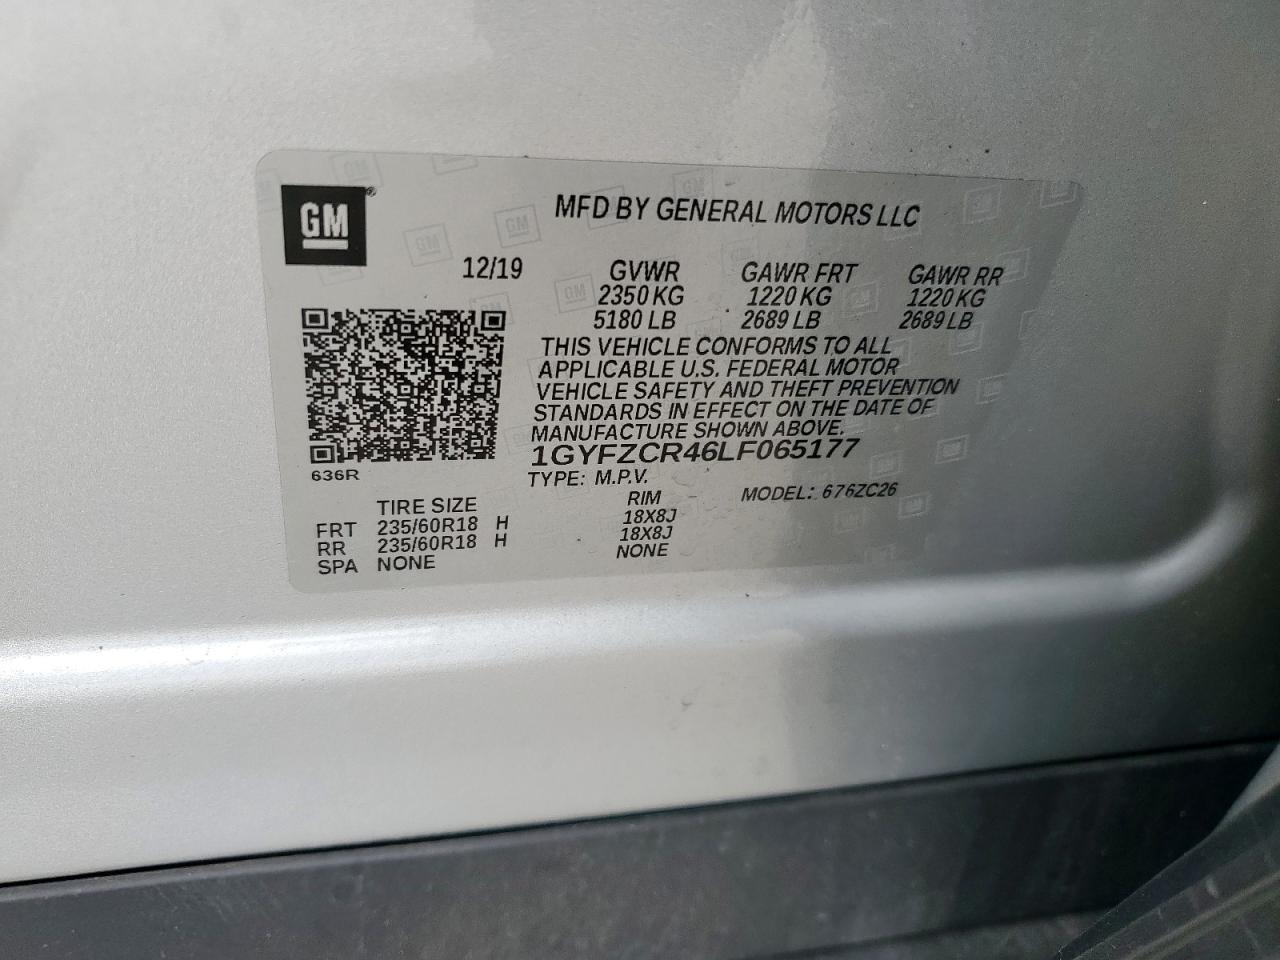 GM
MFD BY GENERAL MOTORS LLC
12/19 GVWR GAWR FRT GAWR RR
2350 KG 1220 KG 1220 KG
5180 LB 2689 LB 2689 LB
THIS VEHICLE CONFORMS TO ALL
APPLICABLE U.S. FEDERAL MOTOR
VEHICLE SAFETY AND THEFT PREVENTION
STANDARDS IN EFFECT ON THE DATE OF
MANUFACTURE SHOWN ABOVE.
1GYFZCR46LF065177
636R
TYPE: M.P.V. MODEL: 676ZC26
TIRE SIZE RIM
FRT 235/60R18 H 18X8J
RR 235/60R18 H 18X8J
SPA NONE NONE